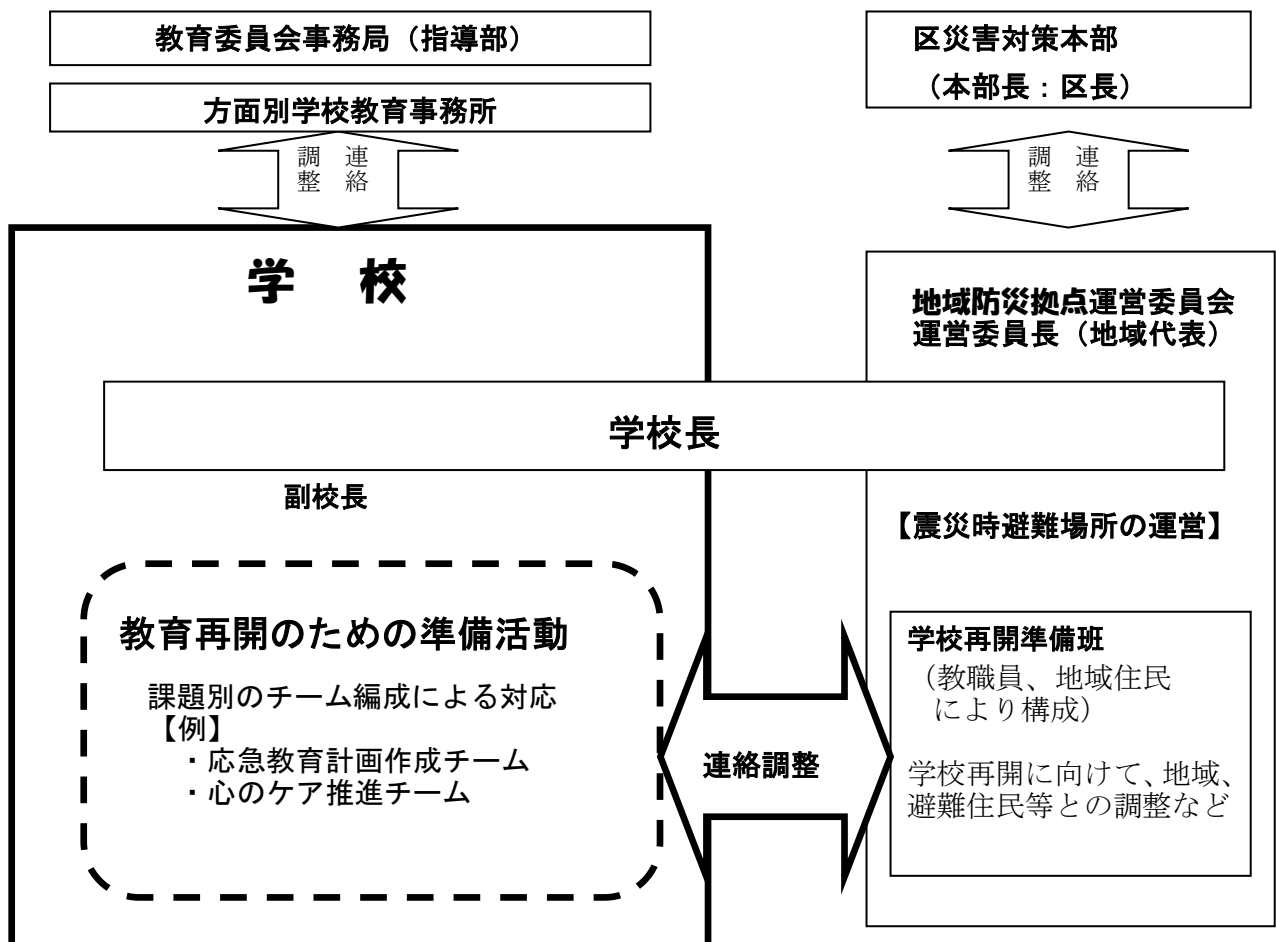 教育委員会事務局（指導部）
方面別学校教育事務所
連絡
調整
区災害対策本部
（本部長：区長）
連絡
調整
学　校
地域防災拠点運営委員会
運営委員長（地域代表）
学校長
副校長
【震災時避難場所の運営】
教育再開のための準備活動
課題別のチーム編成による対応
【例】
・応急教育計画作成チーム
・心のケア推進チーム
連絡調整
学校再開準備班
（教職員、地域住民
により構成）
学校再開に向けて、地域、
避難住民等との調整など